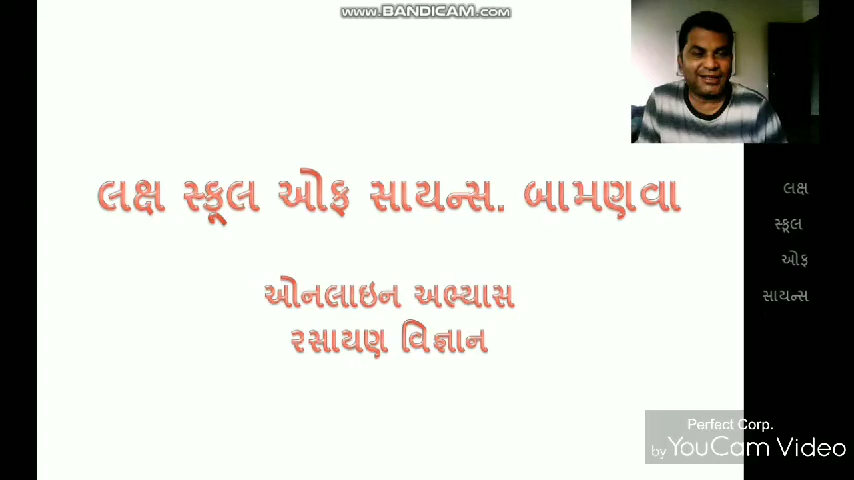 www.BANDICAM.com
લક્ષ સ્કૂલ ઓફ સાયન્સ. બામણવા
ઓનલાઇન અભ્યાસ
રસાયણ વિજ્ઞાન
લક્ષ
સ્કૂલ
ઓફ
સાયન્સ
Perfect Corp.
by YouCam Video